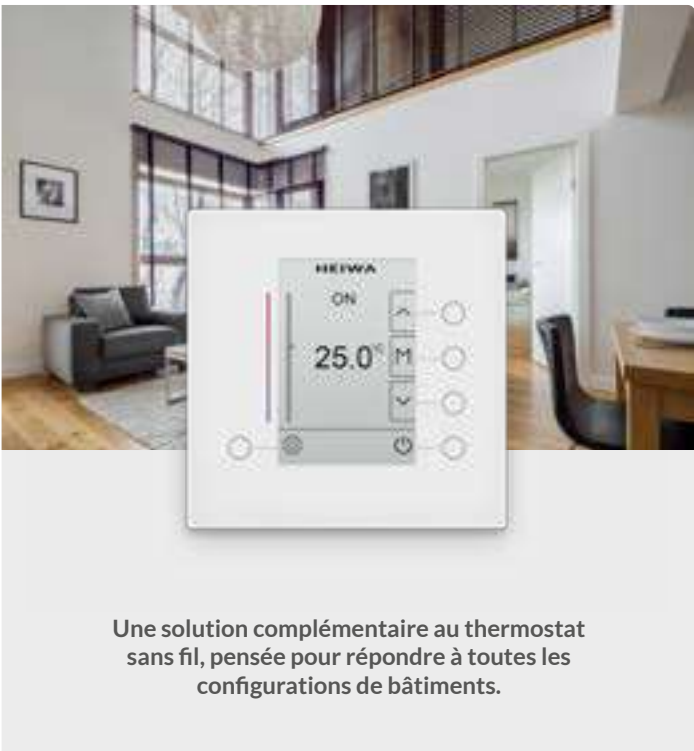 HEIWA
ON
25.0°C
M
Une solution complémentaire au thermostat
sans fil, pensée pour répondre à toutes les
configurations de bâtiments.